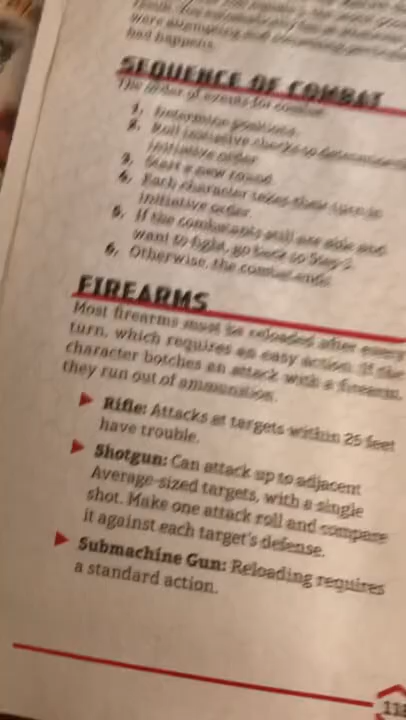 had happens.
SEQUENCE OF COMBAT
The order of events for combat:
1. Determine positions.
2. Roll initiative checks to determine
initiative order.
3. Start a new round.
4. Each character takes their turn in
initiative order.
5. If the combatants still are able and
want to fight, go back to Step 3.
6. Otherwise, the combat ends.
FIREARMS
Most firearms must be reloaded after every
turn, which requires an easy action. If the
character botches an attack with a firearm,
they run out of ammunition.
▶ Rifle: Attacks at targets within 25 feet
have trouble.
▶ Shotgun: Can attack up to adjacent
Average-sized targets, with a single
shot. Make one attack roll and compare
it against each target's defense.
▶ Submachine Gun: Reloading requires
a standard action.